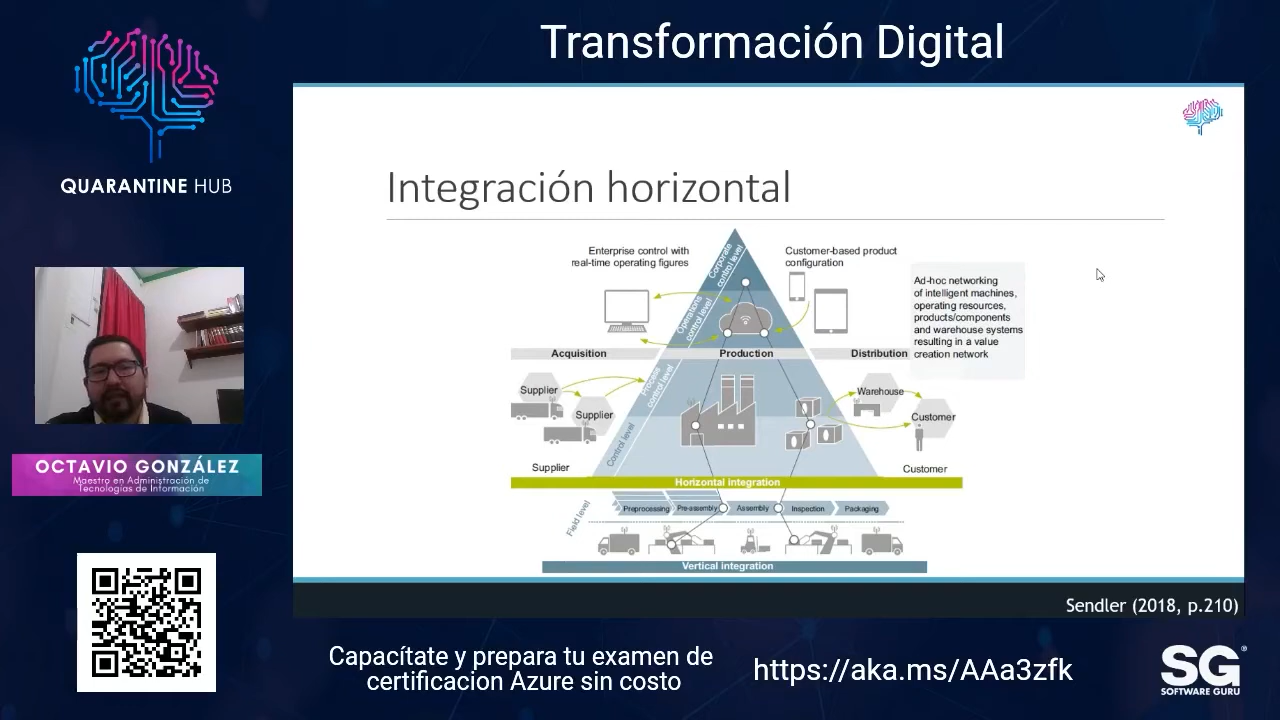 Transformación Digital
QUARANTINE HUB
Integración horizontal
Enterprise control with
real-time operating figures
Corporate
control level
Customer-based product
configuration
Operations
control level
Ad-hoc networking
of intelligent machines,
operating resources,
products/components
and warehouse systems
resulting in a value
creation network
Acquisition
Production
Distribution
Process
control level
Supplier
Supplier
Warehouse
Customer
Control level
Supplier
Customer
Horizontal integration
Field level
Preprocessing
Pre-assembly
Assembly
Inspection
Packaging
Vertical integration
OCTAVIO GONZÁLEZ
Maestro en Administración de
Tecnologías de Información
Sendler (2018, p.210)
Capacítate y prepara tu examen de
certificacion Azure sin costo
https://aka.ms/AAa3zfk
SG®
SOFTWARE GURU